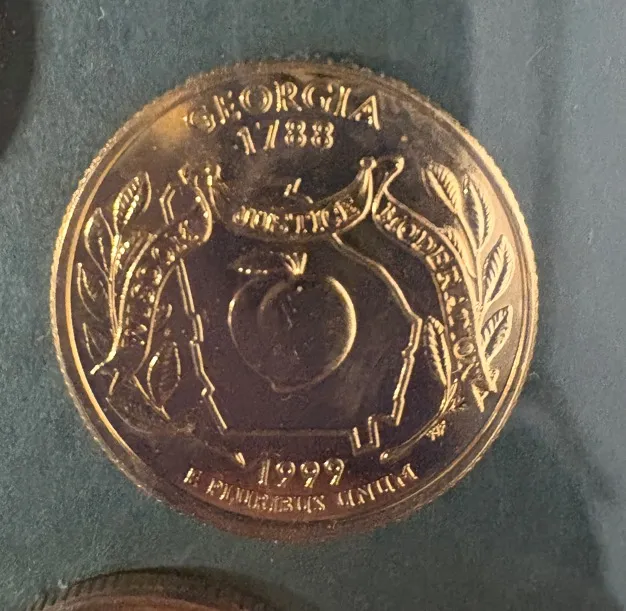 GEORGIA
1788
WISDOM
JUSTICE
MODERATION
1999
E PLURIBUS UNUM